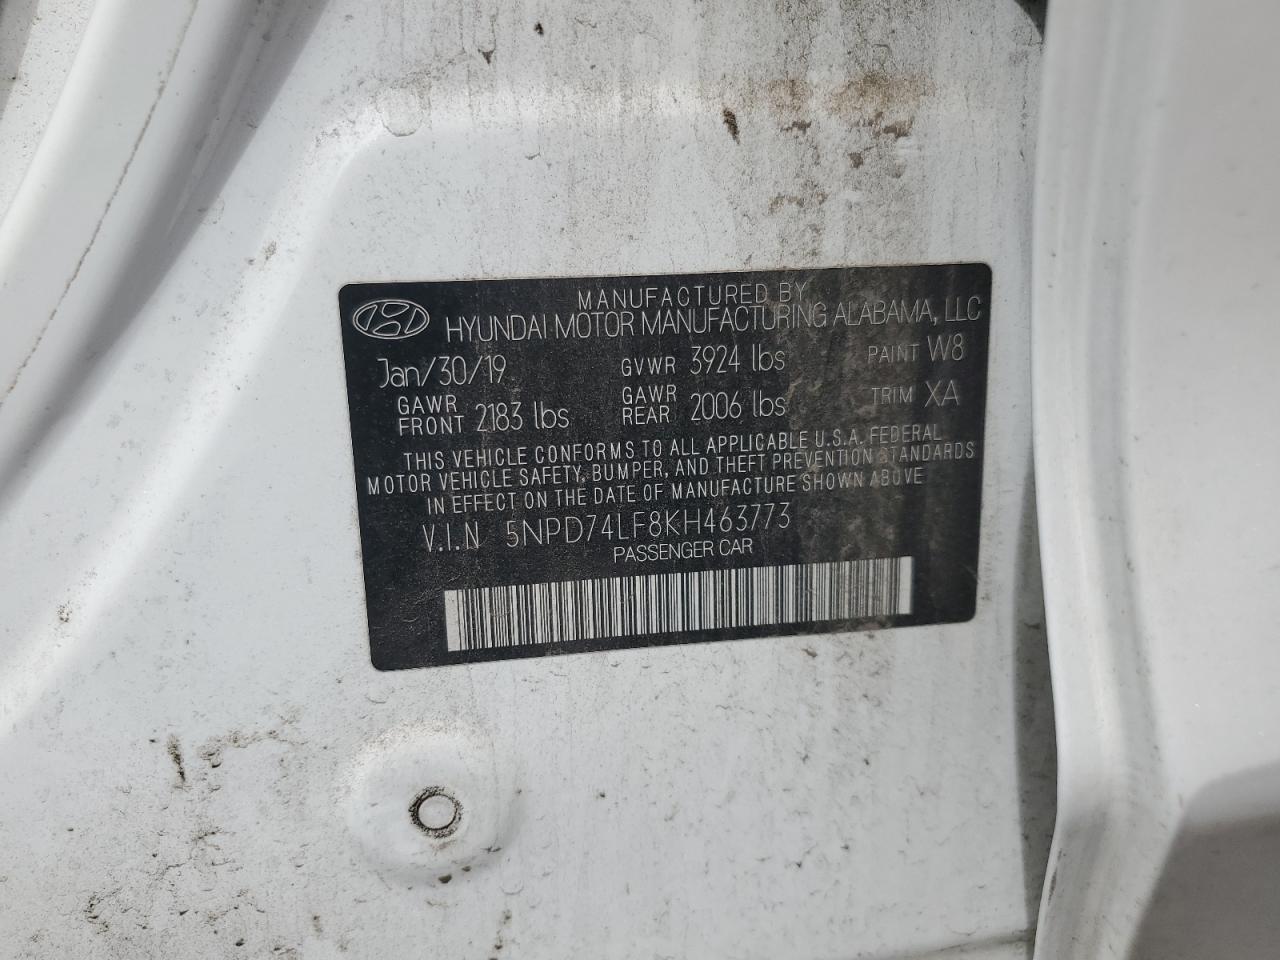 MANUFACTURED BY
HYUNDAI MOTOR MANUFACTURING ALABAMA, LLC
Jan/30/19 GVWR 3924 lbs PAINT W8
GAWR FRONT 2183 lbs GAWR REAR 2006 lbs TRIM XA
THIS VEHICLE CONFORMS TO ALL APPLICABLE U.S.A. FEDERAL
MOTOR VEHICLE SAFETY, BUMPER, AND THEFT PREVENTION STANDARDS
IN EFFECT ON THE DATE OF MANUFACTURE SHOWN ABOVE
V.I.N 5NPD74LF8KH463773
PASSENGER CAR